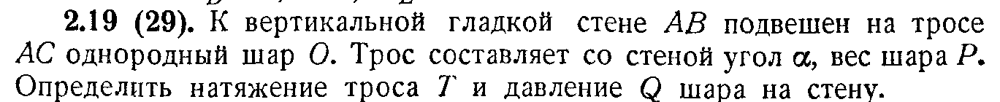 2.19 (29). К вертикальной гладкой стене AB подвешен на тросе
AC однородный шар O. Трос составляет со стеной угол α, вес шара P.
Определить натяжение троса T и давление Q шара на стену.